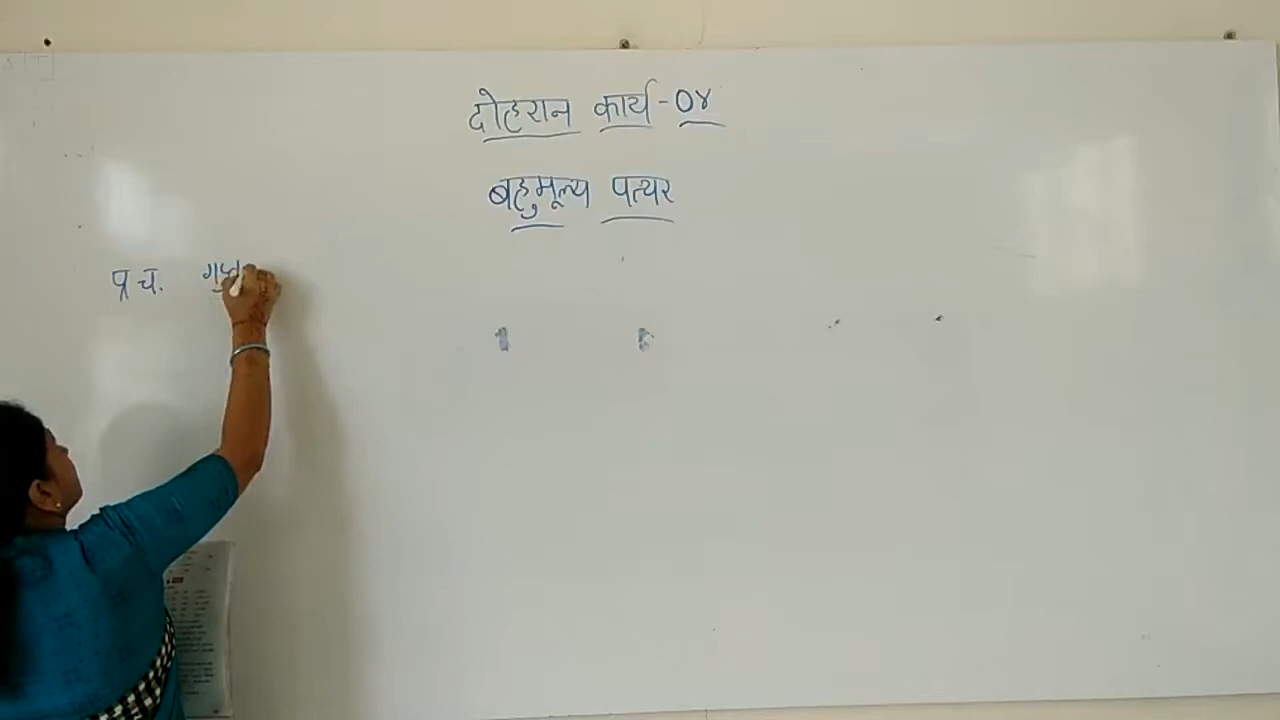 दोहरान कार्य-०४
बहुमूल्य पत्थर
प्र च.